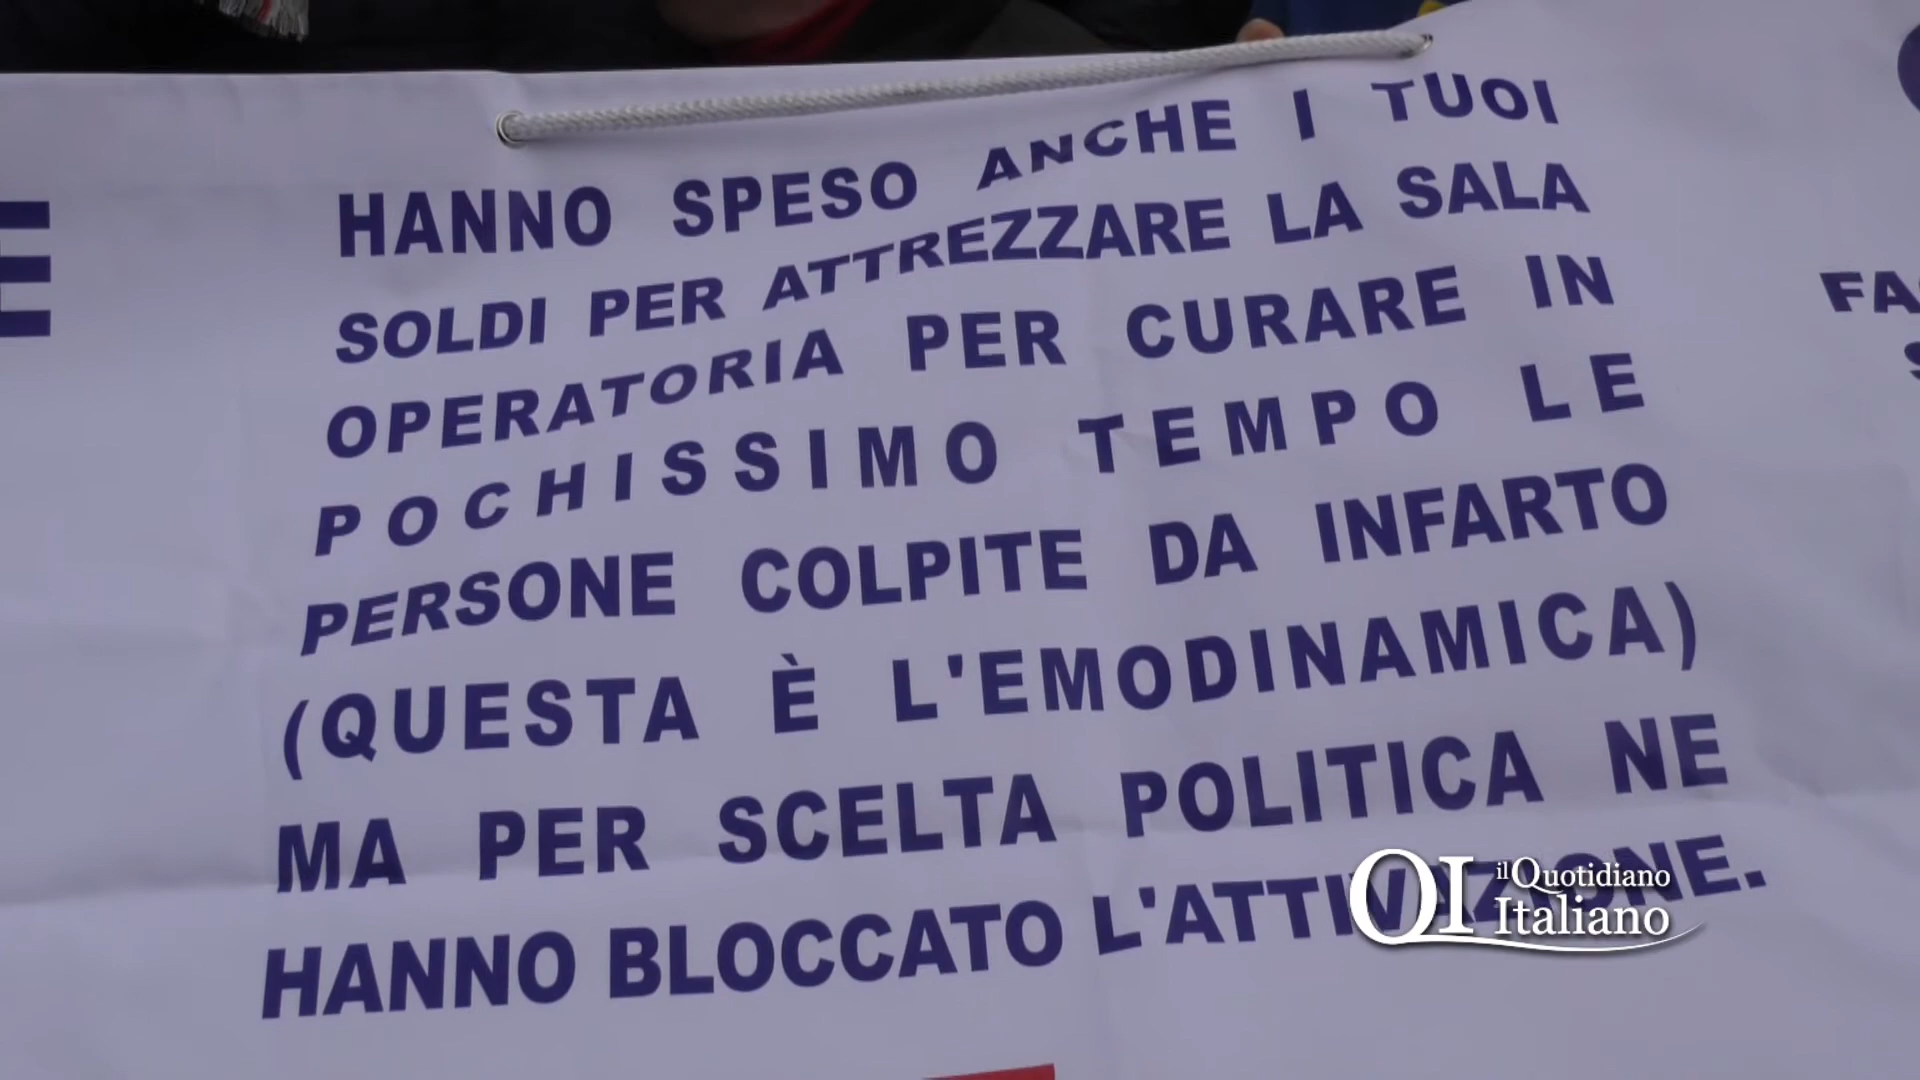 E
HANNO SPESO ANCHE I TUOI
SOLDI PER ATTREZZARE LA SALA
OPERATORIA PER CURARE IN
POCHISSIMO TEMPO LE
PERSONE COLPITE DA INFARTO
(QUESTA È L'EMODINAMICA)
MA PER SCELTA POLITICA NE
HANNO BLOCCATO L'ATTIVAZIONE.
QI il Quotidiano
Italiano